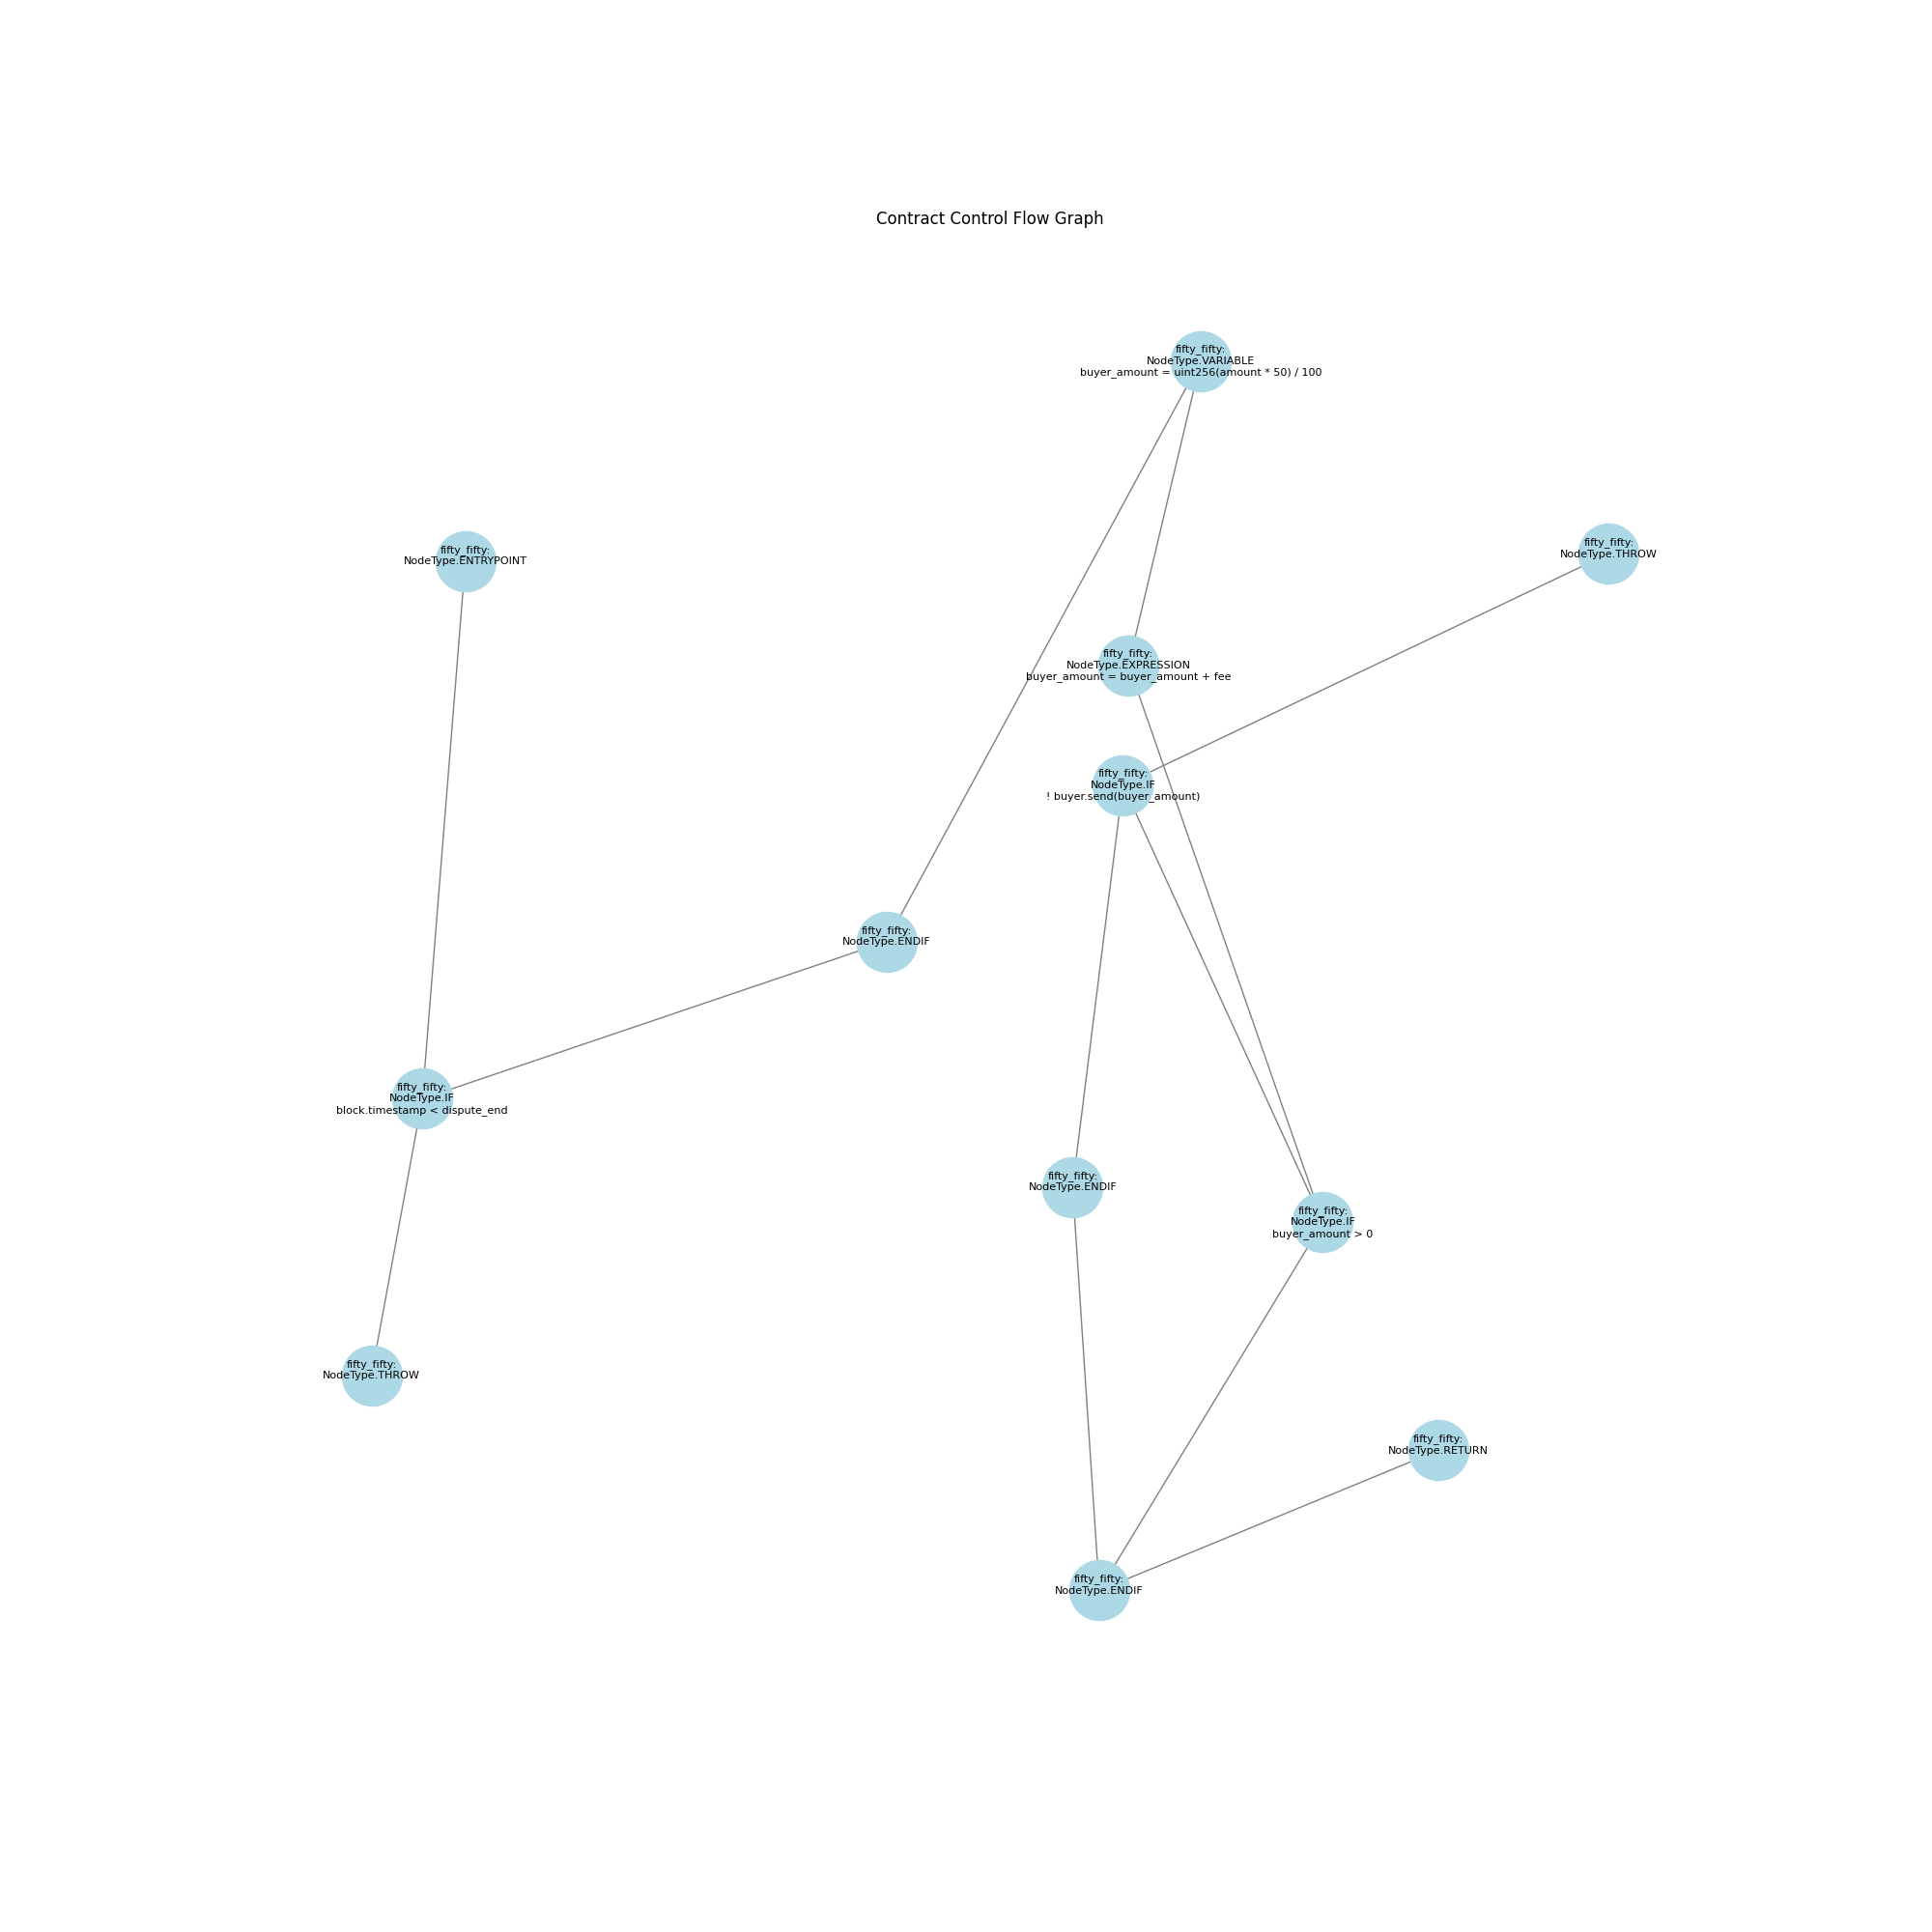 Contract Control Flow Graph
fifty_fifty:
NodeType.VARIABLE
buyer_amount = uint256(amount * 50) / 100
fifty_fifty:
NodeType.ENTRYPOINT
fifty_fifty:
NodeType.THROW
fifty_fifty:
NodeType.EXPRESSION
buyer_amount = buyer_amount + fee
fifty_fifty:
NodeType.IF
! buyer.send(buyer_amount)
fifty_fifty:
NodeType.ENDIF
fifty_fifty:
NodeType.IF
block.timestamp < dispute_end
fifty_fifty:
NodeType.ENDIF
fifty_fifty:
NodeType.IF
buyer_amount > 0
fifty_fifty:
NodeType.THROW
fifty_fifty:
NodeType.RETURN
fifty_fifty:
NodeType.ENDIF